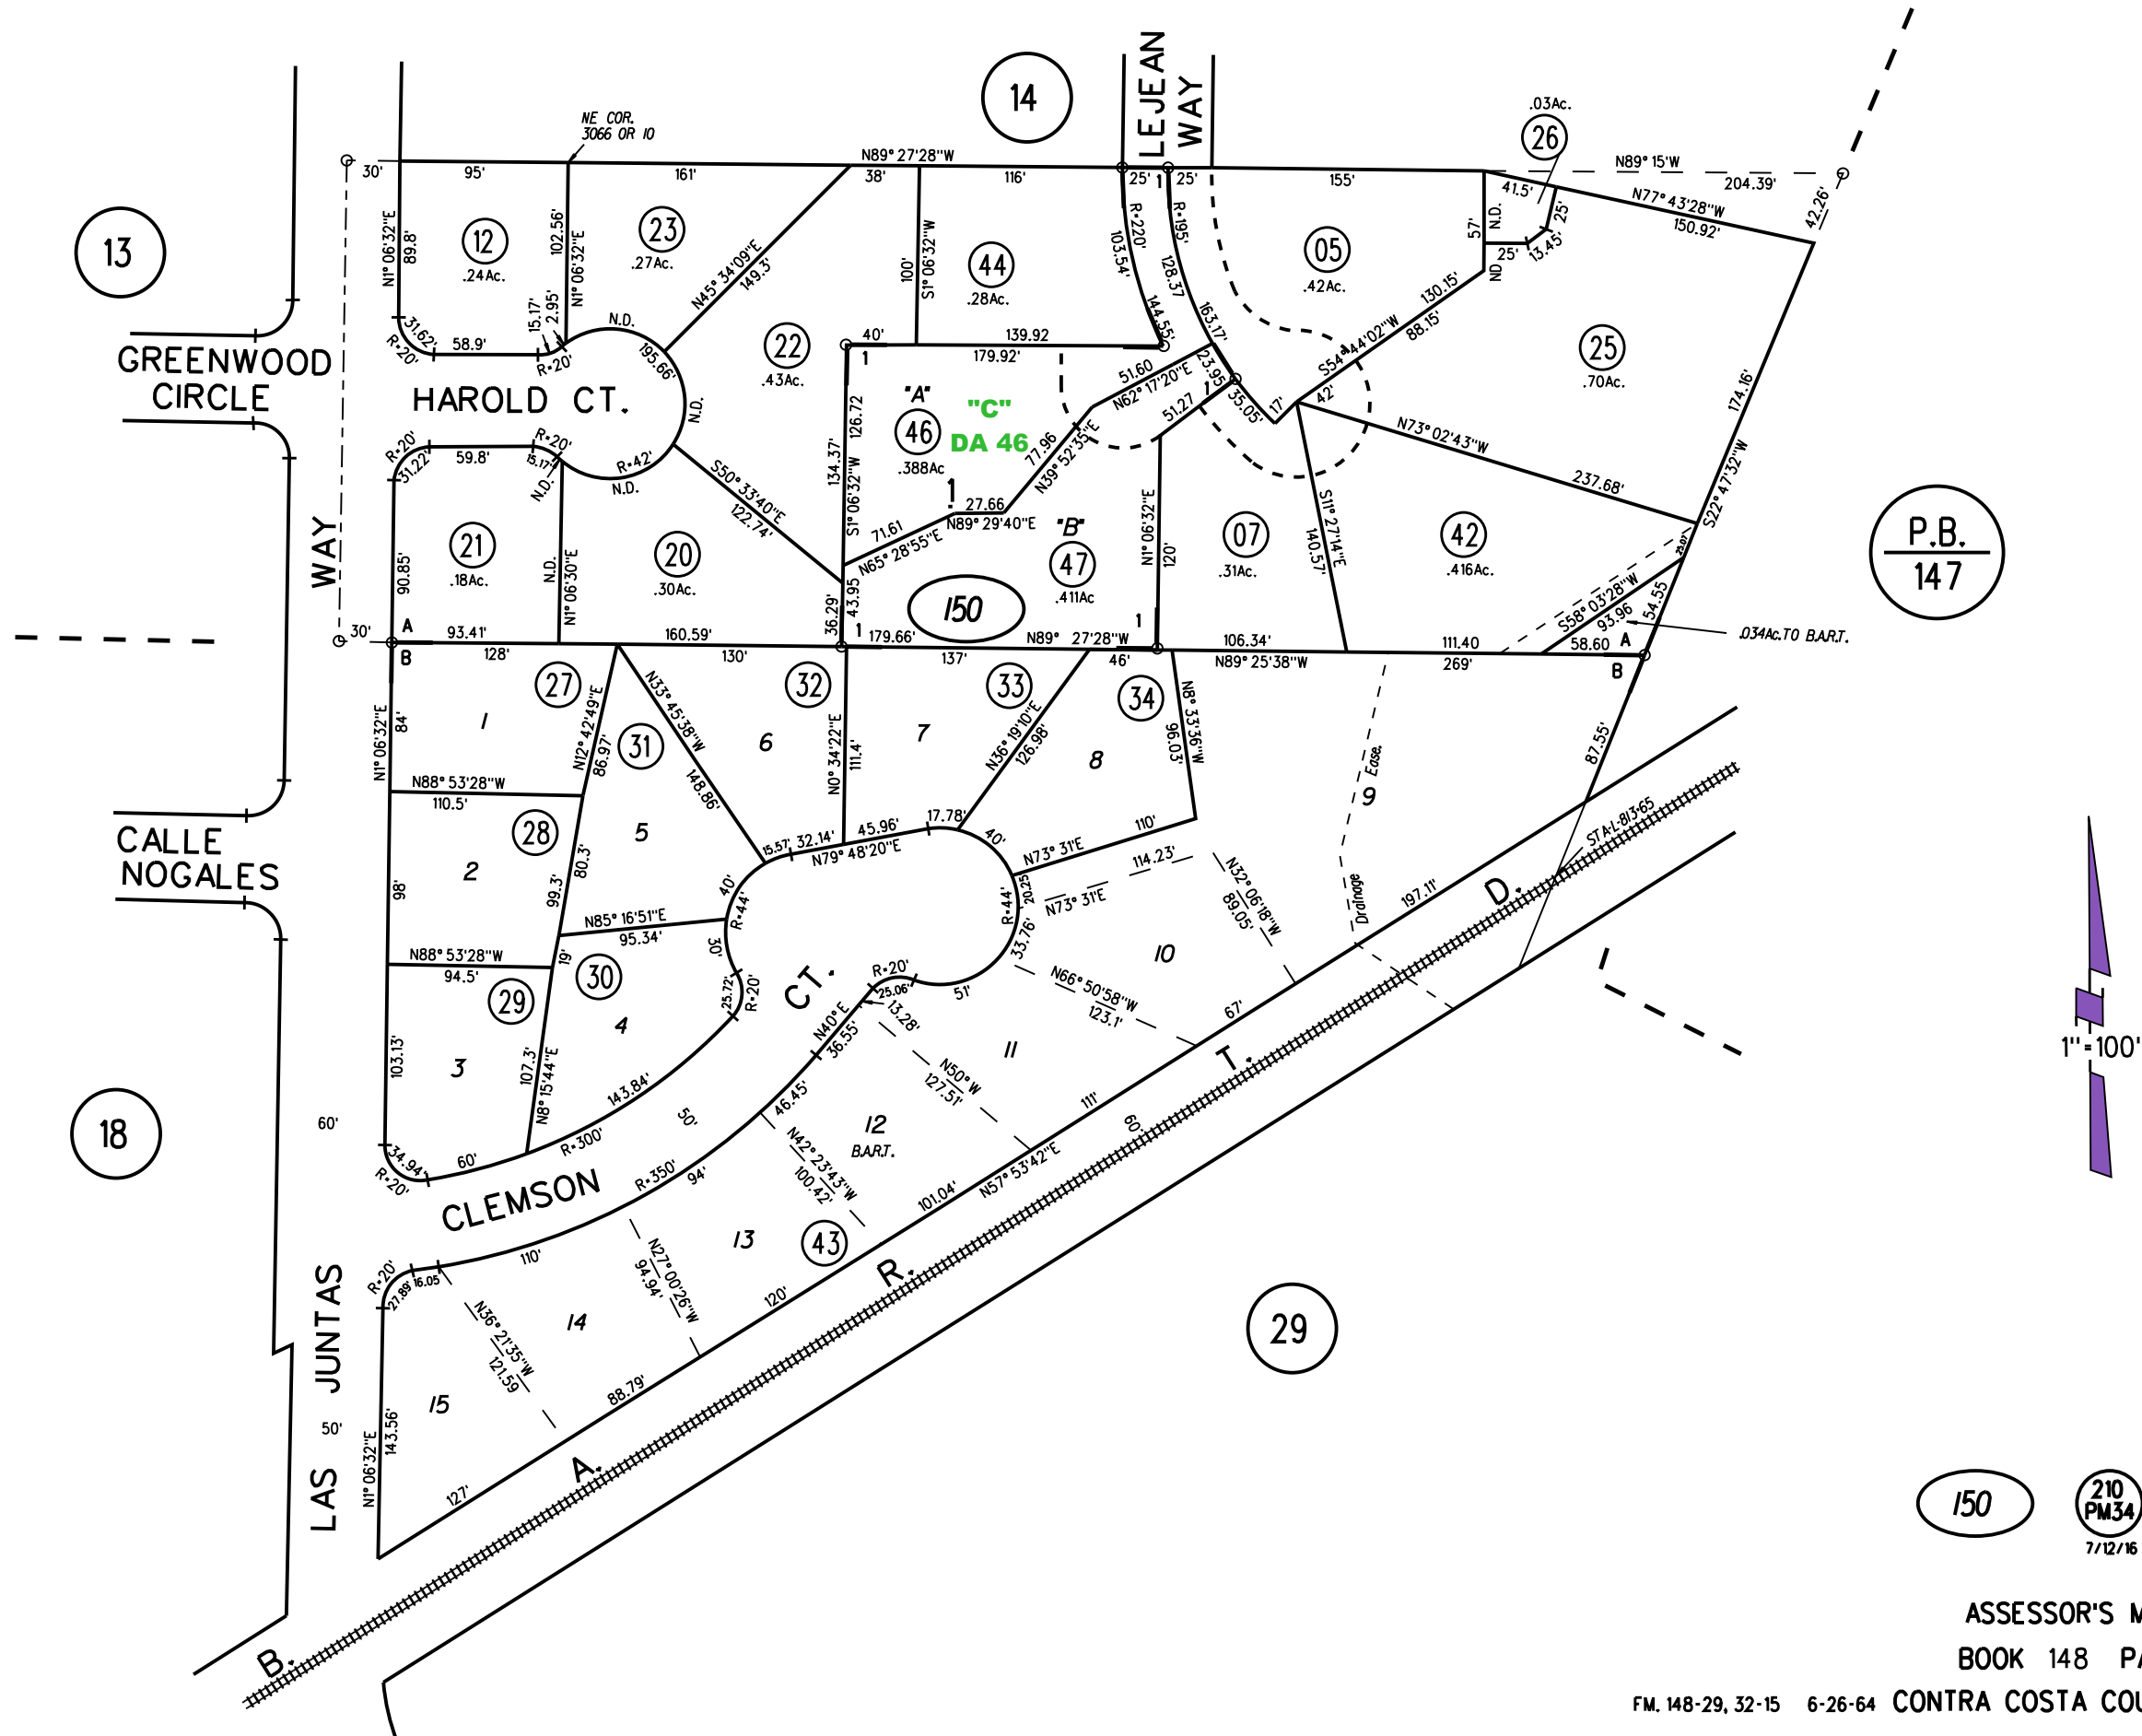 14
LEJEAN
WAY
.03Ac.
26
NE COR.
3066 OR 10
N89° 27'28"W
N89° 15'W
204.39'
30'
95'
161'
38'
116'
25'
1
25'
155'
41.5'
N77° 43'28"W
150.92'
42.26'
13
N1° 06'32"E
89.8'
12
.24Ac.
102.56'
N1° 06'32"E
23
.27Ac.
N45° 34'09"E
149.3'
100'
S1° 06'32"W
44
.28Ac.
R=220'
103.54'
144.55'
R=195'
128.37
163.17'
05
.42Ac.
57'
N.D.
25'
13.45'
25'
ND
130.15'
S54° 44'02"W
88.15'
25
.70Ac.
174.16'
S22° 47'32"W
31.62'
R=20'
58.9'
15.17'
2.95'
R=20'
N.D.
195.66'
22
.43Ac.
40'
139.92
1
179.92'
GREENWOOD
CIRCLE
HAROLD CT.
N.D.
"A"
46
.388Ac
"C"
DA 46
51.60
N62° 17'20"E
23.95
1
51.27
35.05'
17'
42'
N73° 02'43"W
237.68'
R=20'
31.22'
59.8'
R=20'
15.17'
N.D.
R=42'
N.D.
S50° 33'40"E
122.74'
134.37'
126.72
S1° 06'32"W
77.96
N39° 52'35"E
1
27.66
N89° 29'40"E
71.61
N65° 28'55"E
WAY
21
.18Ac.
90.85'
N.D.
N1° 06'30"E
20
.30Ac.
36.29'
43.95
"B"
47
.411Ac
150
N1° 06'32"E
120'
07
.31Ac.
S11° 27'14"E
140.57'
42
.416Ac.
25.07
S58° 03'28"W
93.96
54.55
.034Ac.TO B.A.R.T.
P.B.
147
30'
A
B
93.41'
128'
160.59'
130'
1
179.66'
137'
N89° 27'28"W
46'
1
106.34'
N89° 25'38"W
111.40
269'
58.60
A
B
N1° 06'32"E
84'
1
27
N12° 42'49"E
86.97'
31
N33° 45'38"W
148.86'
6
32
N0° 34'22"E
111.4'
7
33
N36° 19'10"E
126.98'
34
8
N8° 33'36"W
96.03'
Ease.
9
87.55'
N88° 53'28"W
110.5'
28
2
98'
5
80.3'
99.3'
15.57'
32.14'
45.96'
N79° 48'20"E
17.78'
40'
N73° 31'E
110'
114.23'
N73° 31'E
20.25
R=44'
33.76'
N32° 06'18"W
89.05'
Drainage
197.11'
STA-L-813+65
CALLE
NOGALES
40'
R=44'
N85° 16'51"E
95.34'
30'
N88° 53'28"W
94.5'
19'
30
29
25.72'
R=20'
CT.
R=20'
25.06'
51'
13.28'
N40° E
36.55'
N66° 50'58"W
123.1'
10
67'
11
103.13'
3
107.3'
N8° 15'44"E
4
143.84'
R=300'
50'
46.45'
N50° W
127.51'
111'
60'
N57° 53'42"E
12
B.A.R.T.
18
60'
34.94'
R=20'
60'
CLEMSON
R=350'
94'
N42° 23'43"W
100.42'
101.04'
R=20'
27.89'
16.05
110'
N27° 00'26"W
94.94'
13
43
120'
29
LAS JUNTAS
50'
N36° 21'35"W
121.59
14
15
88.79'
N1° 06'32"E
143.56'
127'
B. A. R. T. D.
1"=100'
150
210
PM34
7/12/16
ASSESSOR'S M
BOOK 148 PA
FM. 148-29, 32-15 6-26-64 CONTRA COSTA COU